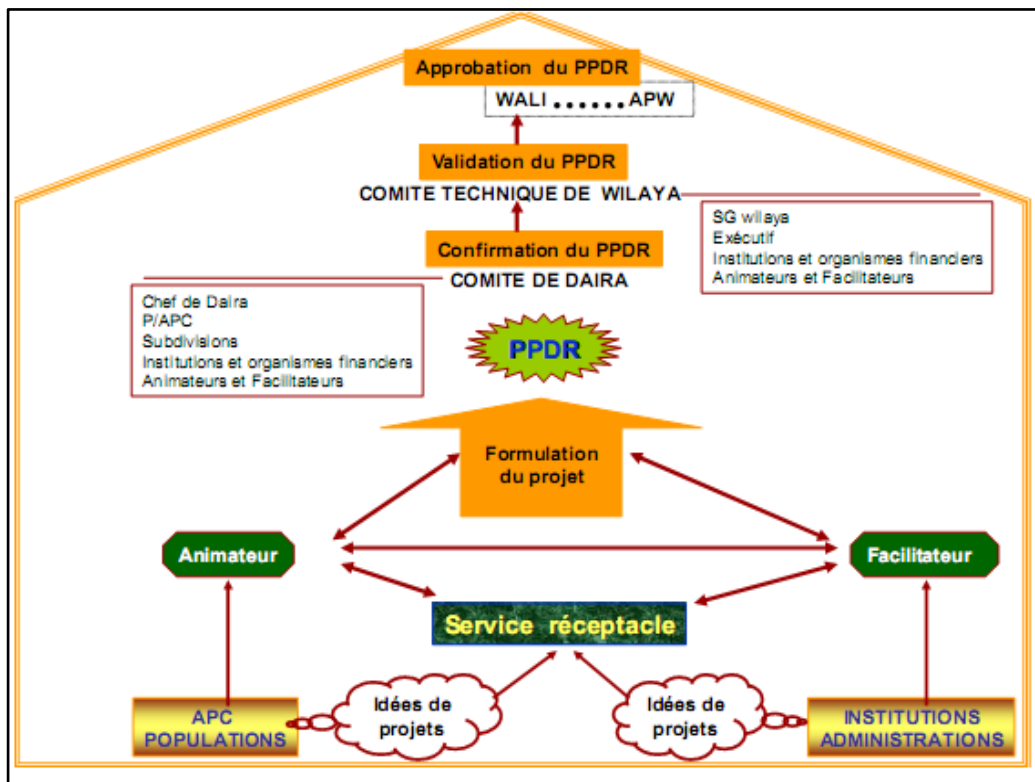 Approbation du PPDR
WALI ...... APW
Validation du PPDR
COMITE TECHNIQUE DE WILAYA
SG wilaya
Exécutif
Institutions et organismes financiers
Animateurs et Facilitateurs
Confirmation du PPDR
COMITE DE DAIRA
Chef de Daira
P/APC
Subdivisions
Institutions et organismes financiers
Animateurs et Facilitateurs
PPDR
Formulation
du projet
Animateur
Facilitateur
Service réceptacle
APC
POPULATIONS
Idées de
projets
Idées de
projets
INSTITUTIONS
ADMINISTRATIONS